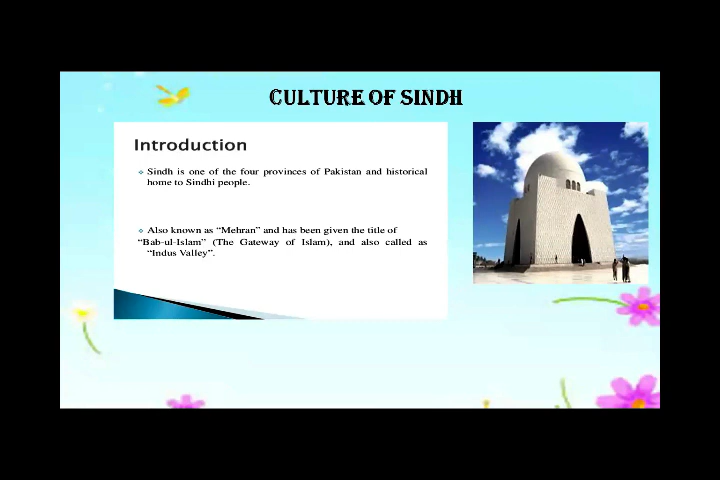 CULTURE OF SINDH
Introduction
Sindh is one of the four provinces of Pakistan and historical
home to Sindhi people.
Also known as “Mehran” and has been given the title of
“Bab-ul-Islam” (The Gateway of Islam), and also called as
“Indus Valley”.